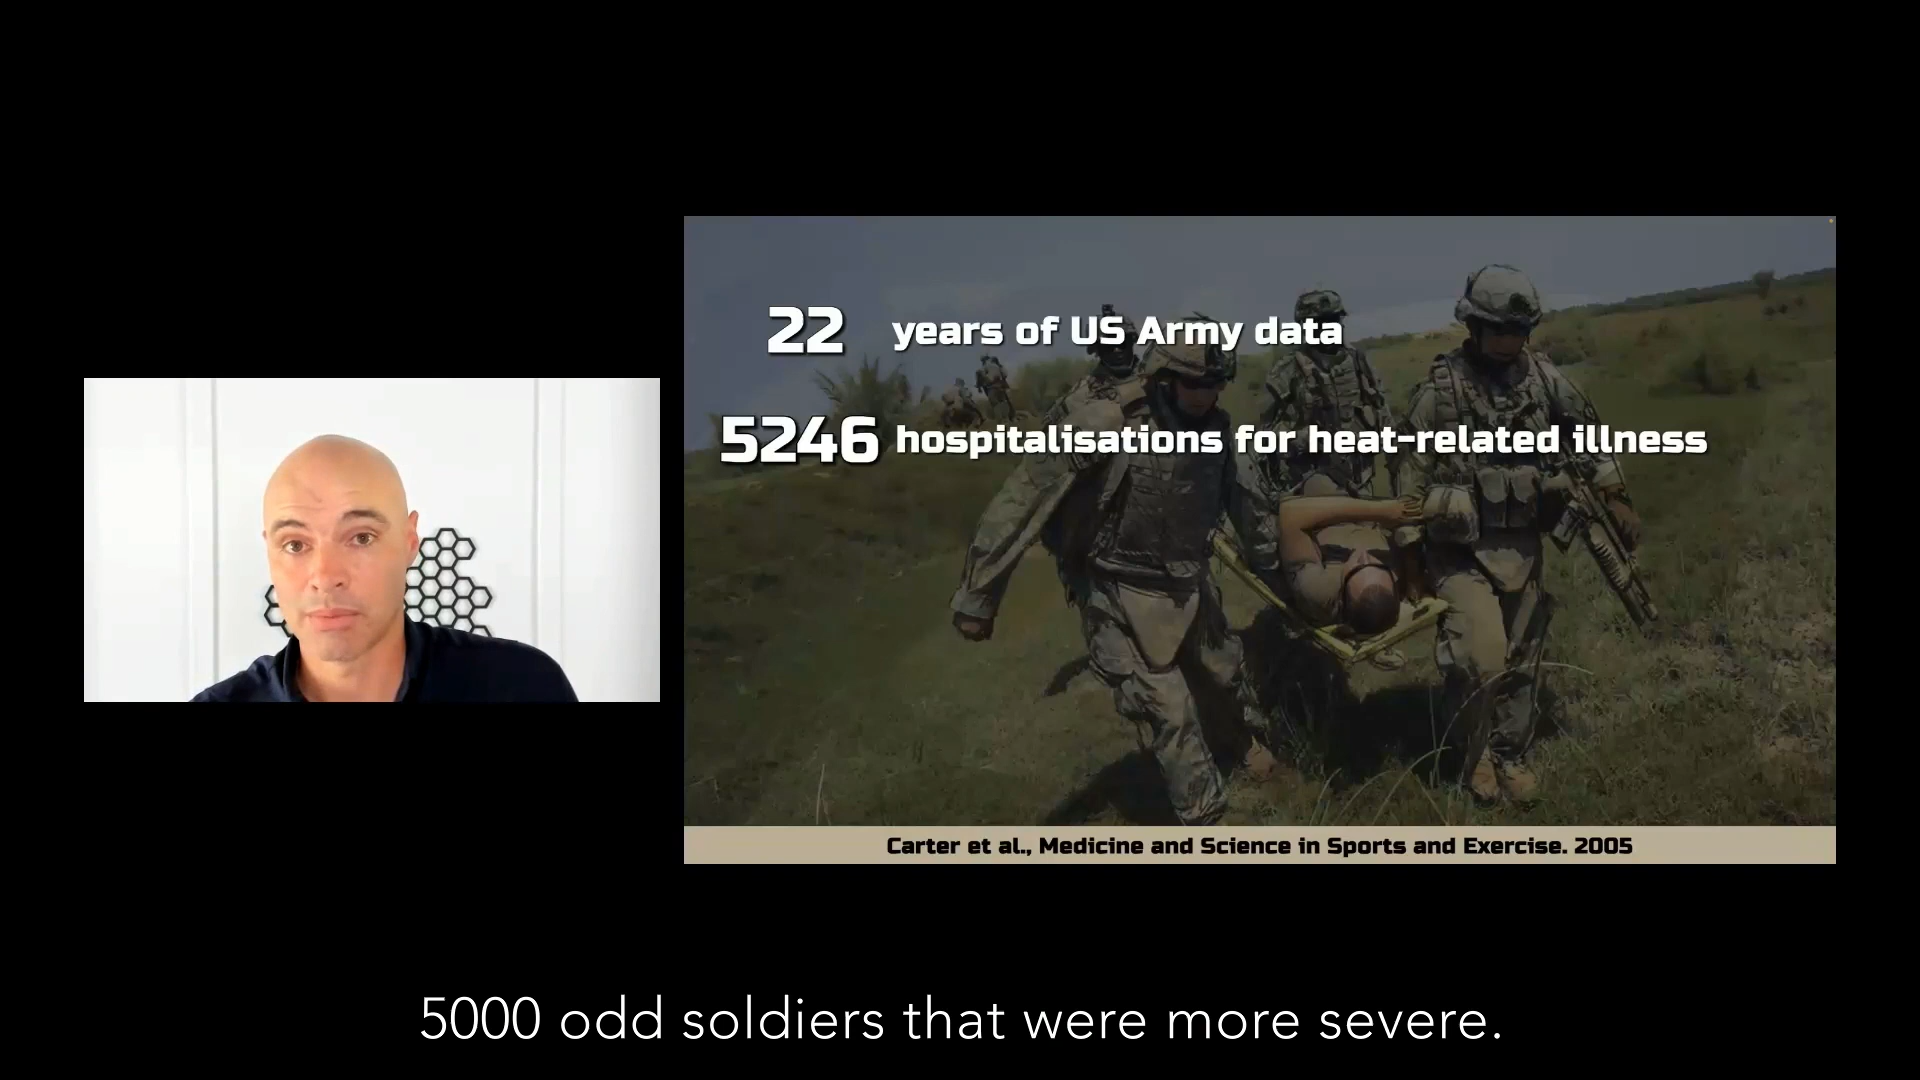 22 years of US Army data
5246 hospitalisations for heat-related illness
Carter et al., Medicine and Science in Sports and Exercise. 2005
5000 odd soldiers that were more severe.